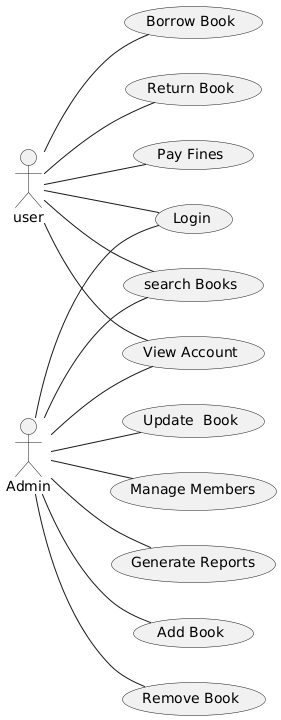 Borrow Book
Return Book
Pay Fines
user
Login
search Books
View Account
Update  Book
Admin
Manage Members
Generate Reports
Add Book
Remove Book